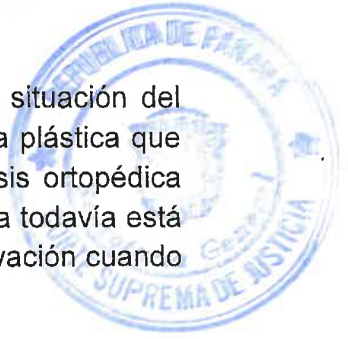 situación del
a plástica que
sis ortopédica
a todavía está
vación cuando
REPUBLICA DE PANAMA
SUPREMA DE JUSTICIA